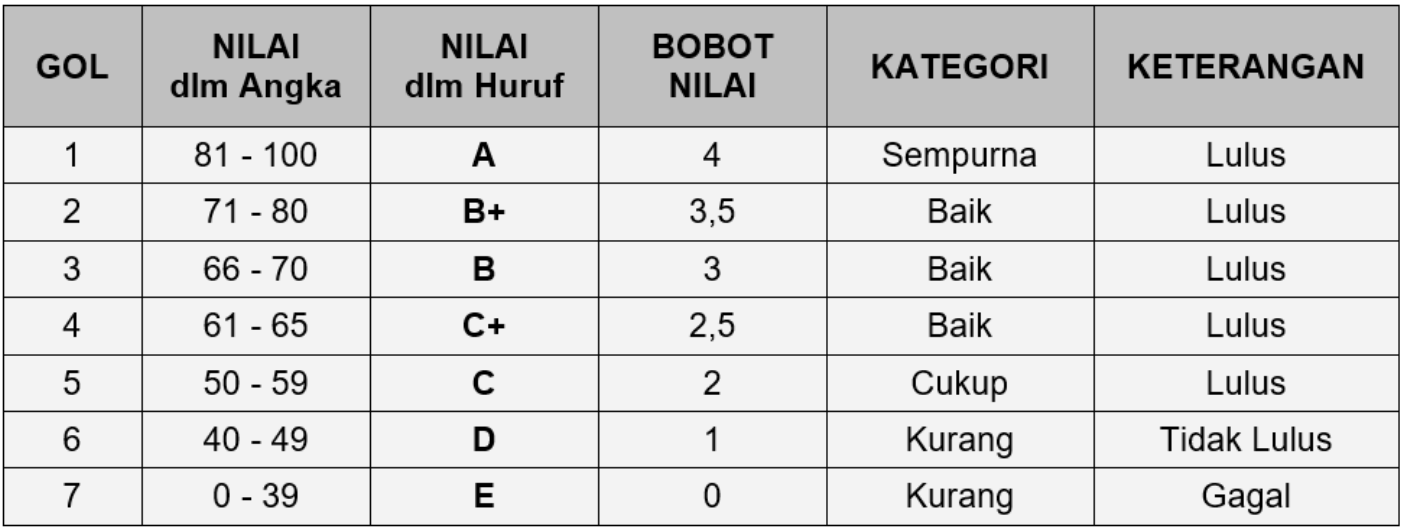 GOL NILAI dlm Angka NILAI dlm Huruf BOBOT NILAI KATEGORI KETERANGAN
1 81 - 100 A 4 Sempurna Lulus
2 71 - 80 B+ 3,5 Baik Lulus
3 66 - 70 B 3 Baik Lulus
4 61 - 65 C+ 2,5 Baik Lulus
5 50 - 59 C 2 Cukup Lulus
6 40 - 49 D 1 Kurang Tidak Lulus
7 0 - 39 E 0 Kurang Gagal